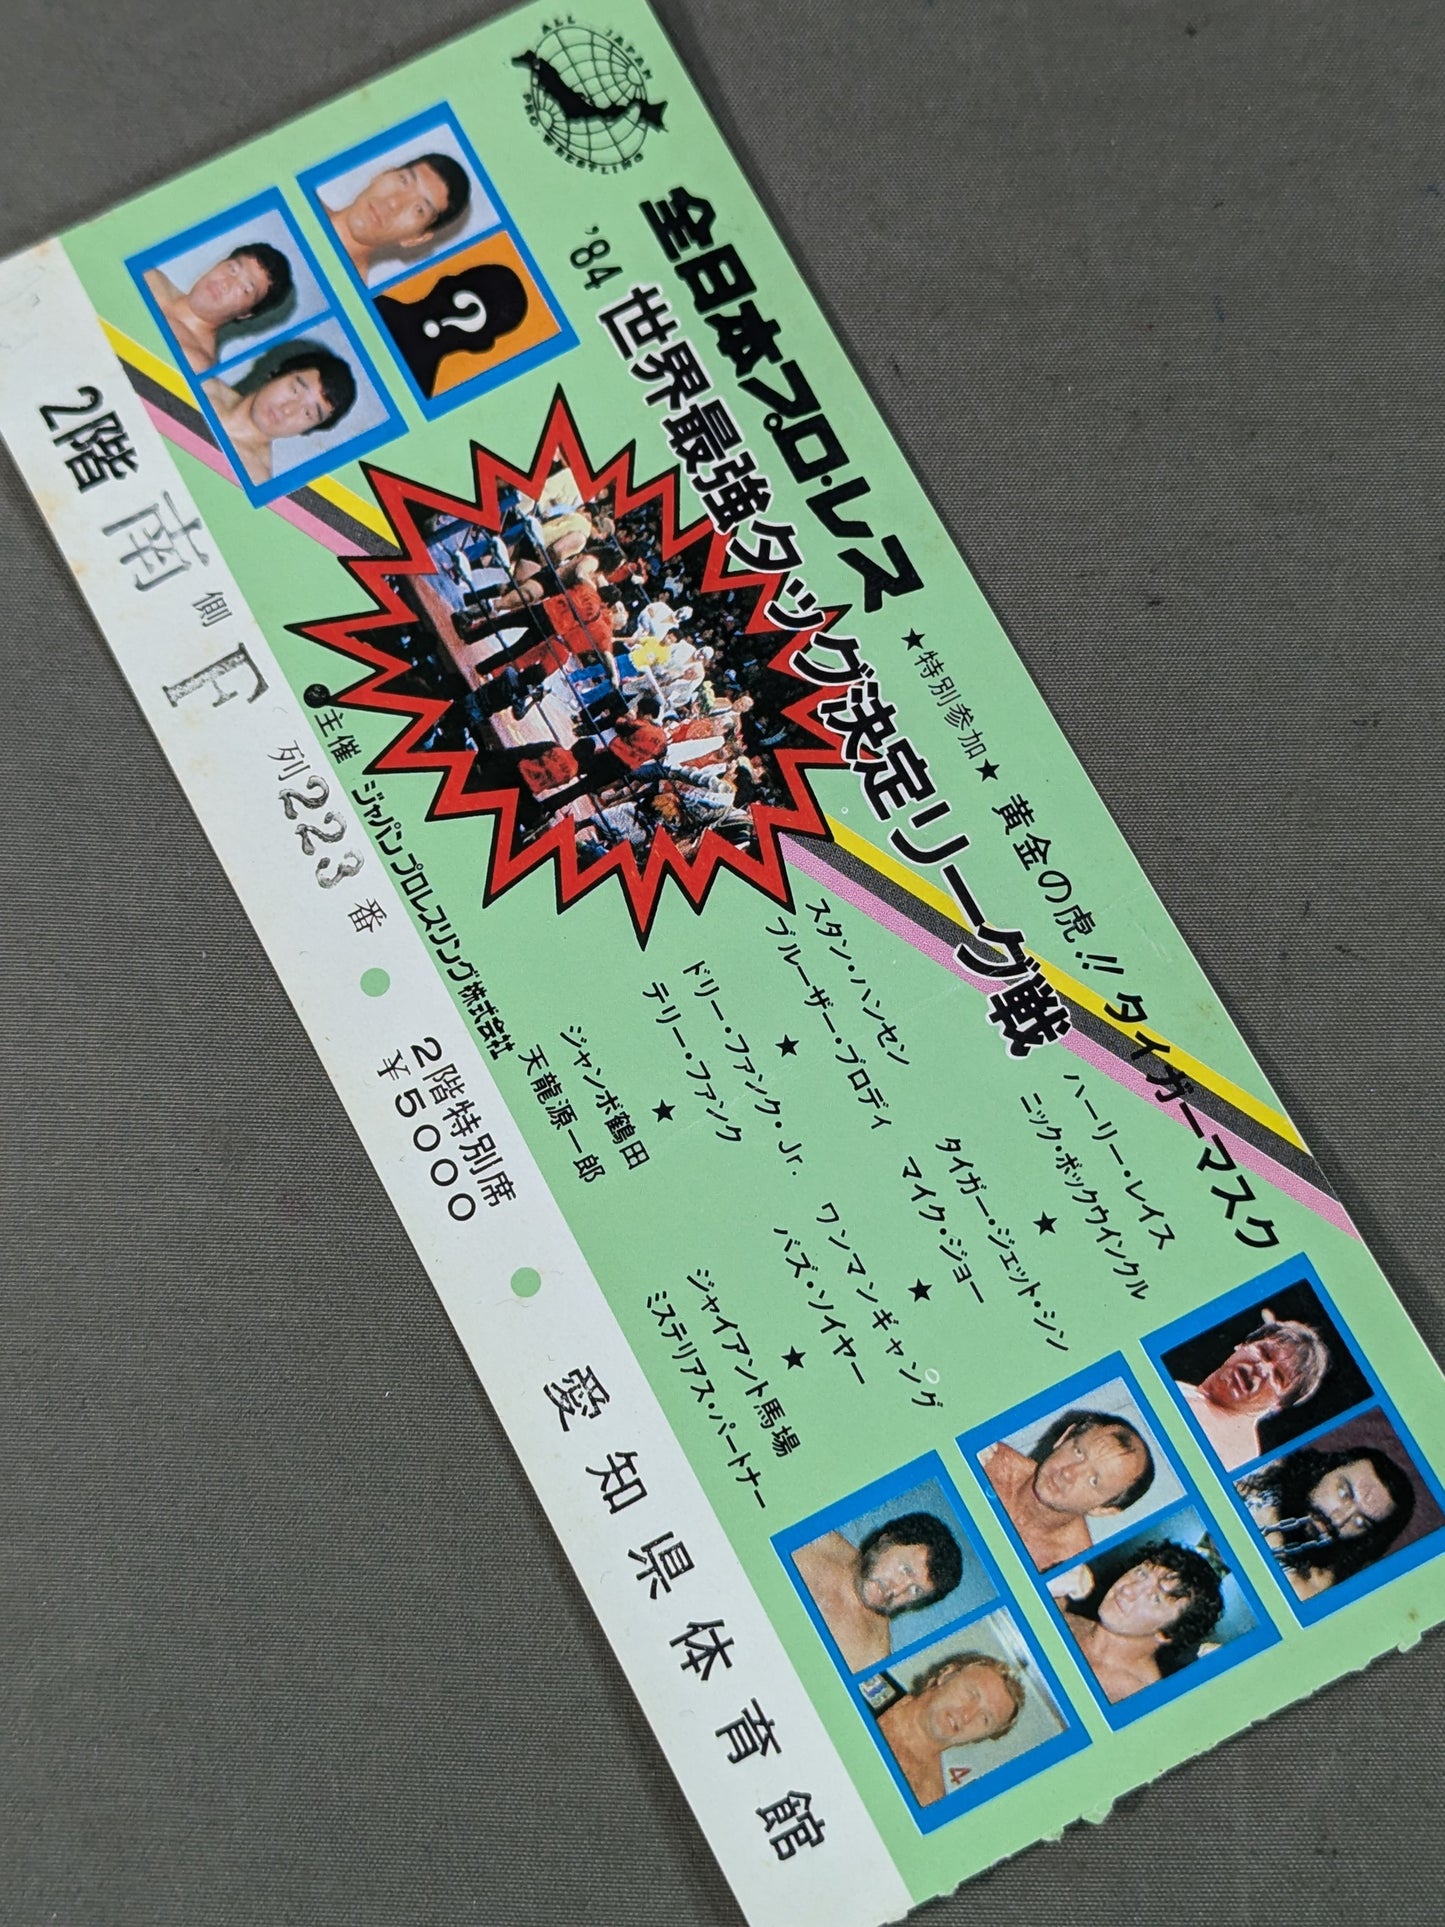 ALL JAPAN PRO-WRESTLING
全日本プロ・レス
'84 世界最強タッグ決定リーグ戦
★特別参加★ 黄金の虎!! タイガーマスク
スタン・ハンセン
ブルーザー・ブロディ
★
ドリー・ファンク・Jr.
テリー・ファンク
★
ジャンボ鶴田
天龍源一郎
ハーリー・レイス
ニック・ボックウインクル
★
タイガー・ジェット・シン
マイク・ジョー
★
ワンマンギャング
バズ・ソイヤー
★
ジャイアント馬場
ミステリアス・パートナー
?
4
主催 ジャパンプロレスリング株式会社
2階 南 側 F 列 223 番 ● 2階特別席 ¥5000 ● 愛知県体育館